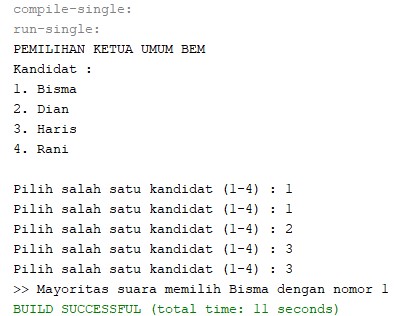 compile-single:
run-single:
PEMILIHAN KETUA UMUM BEM
Kandidat :
1. Bisma
2. Dian
3. Haris
4. Rani
Pilih salah satu kandidat (1-4) : 1
Pilih salah satu kandidat (1-4) : 1
Pilih salah satu kandidat (1-4) : 2
Pilih salah satu kandidat (1-4) : 3
Pilih salah satu kandidat (1-4) : 3
>> Mayoritas suara memilih Bisma dengan nomor 1
BUILD SUCCESSFUL (total time: 11 seconds)